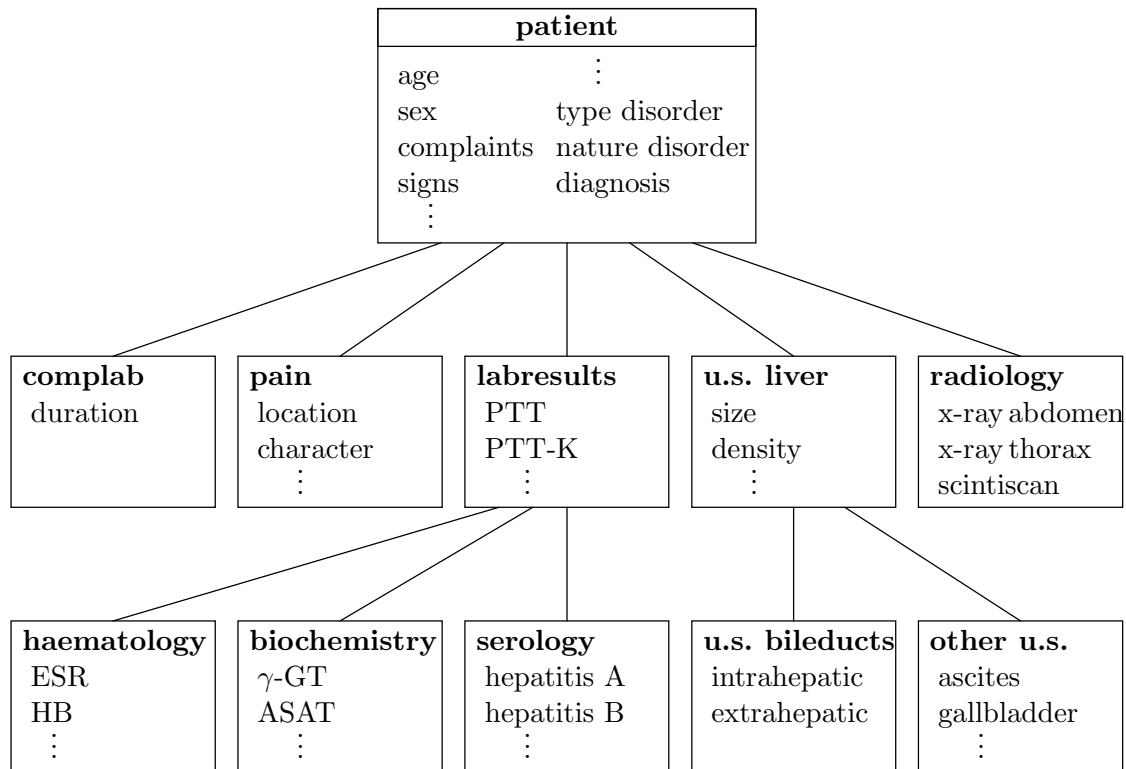 patient
age ⋮
sex type disorder
complaints nature disorder
signs diagnosis
⋮
complab
duration
pain
location
character
⋮
labresults
PTT
PTT-K
⋮
u.s. liver
size
density
⋮
radiology
x-ray abdomen
x-ray thorax
scintiscan
haematology
ESR
HB
⋮
biochemistry
γ-GT
ASAT
⋮
serology
hepatitis A
hepatitis B
⋮
u.s. bileducts
intrahepatic
extrahepatic
other u.s.
ascites
gallbladder
⋮